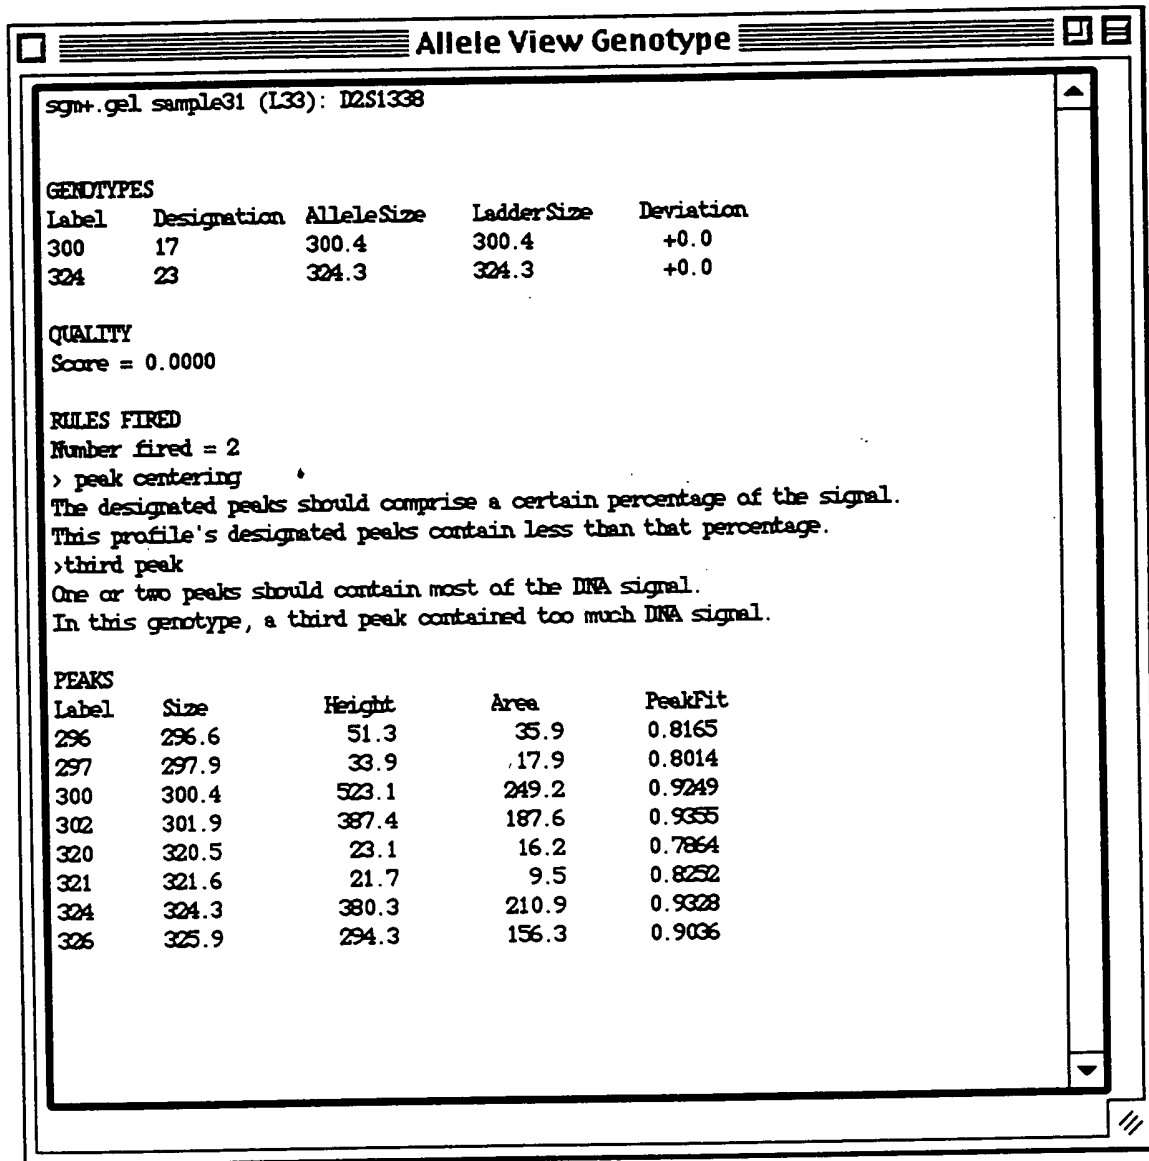 Allele View Genotype
sgm+.gel sample31 (L33): D2S1338
GENOTYPES
Label Designation AlleleSize LadderSize Deviation
300 17 300.4 300.4 +0.0
324 23 324.3 324.3 +0.0
QUALITY
Score = 0.0000
RULES FIRED
Number fired = 2
> peak centering
The designated peaks should comprise a certain percentage of the signal.
This profile's designated peaks contain less than that percentage.
>third peak
One or two peaks should contain most of the DNA signal.
In this genotype, a third peak contained too much DNA signal.
PEAKS
Label Size Height Area PeakFit
296 296.6 51.3 35.9 0.8165
297 297.9 33.9 17.9 0.8014
300 300.4 523.1 249.2 0.9249
302 301.9 387.4 187.6 0.9355
320 320.5 23.1 16.2 0.7864
321 321.6 21.7 9.5 0.8252
324 324.3 380.3 210.9 0.9328
326 325.9 294.3 156.3 0.9036